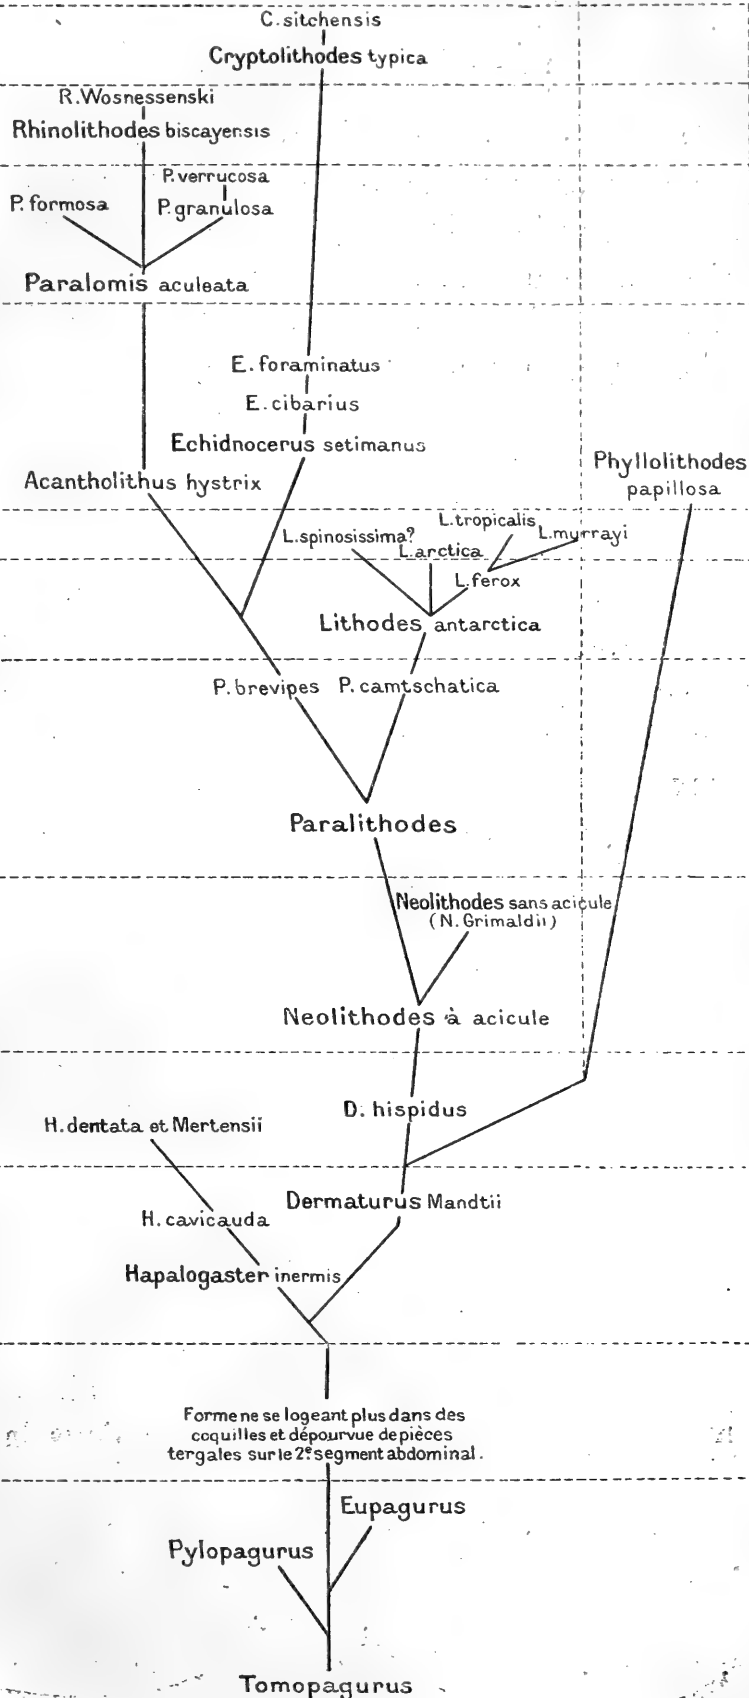 C. sitchensis
Cryptolithodes typica
R. Wosnessenski
Rhinolithodes biscayensis
P. verrucosa
P. formosa
P. granulosa
Paralomis aculeata
E. foraminatus
E. cibarius
Echidnocerus setimanus
Acantholithus hystrix
Phyllolithodes
papillosa
L. tropicalis
L. spinosissima?
L. murrayi
L. arctica
L. ferox
Lithodes antarctica
P. brevipes
P. camtschatica
Paralithodes
Neolithodes sans acicule
(N. Grimaldii)
Neolithodes à acicule
D. hispidus
H. dentata et Mertensii
Dermaturus Mandtii
H. cavicauda
Hapalogaster inermis
Forme ne se logeant plus dans des
coquilles et dépourvue de pièces
tergales sur le 2e segment abdominal.
Eupagurus
Pylopagurus
Tomopagurus